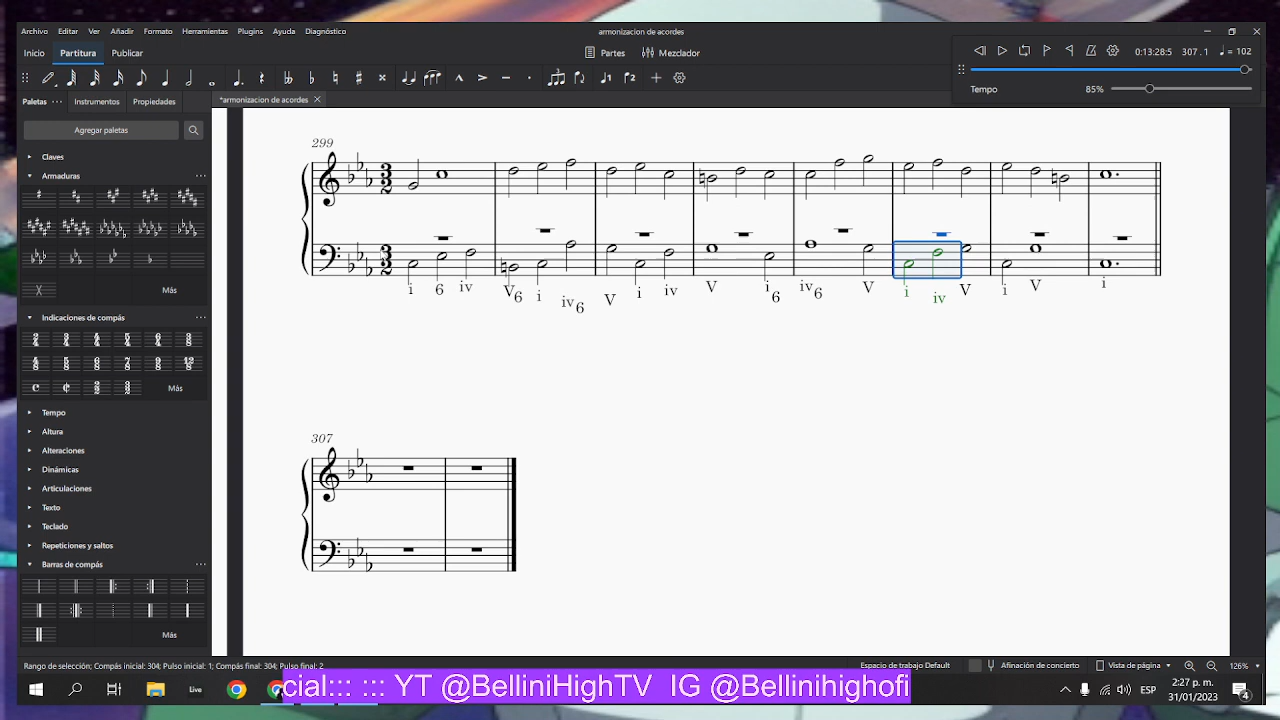 Archivo Editar Ver Añadir Formato Herramientas Plugins Ayuda Diagnóstico armonizacion de acordes
Inicio Partitura Publicar Partes Mezclador
0:13:28:5 307.1 = 102
Tempo 85%
Paletas Instrumentos Propiedades *armonizacion de acordes
Agregar paletas
Claves
Armaduras
Más
Indicaciones de compás
Más
Tempo
Altura
Alteraciones
Dinámicas
Articulaciones
Texto
Teclado
Repeticiones y saltos
Barras de compás
Más
299
i 6 iv V6 i iv6 V i iv V i6 iv6 V i iv V i V i
307
Rango de selección; Compás inicial: 304; Pulso inicial: 1; Compás final: 304; Pulso final: 2
Espacio de trabajo Default Afinación de concierto Vista de página 126%
cial::: ::: YT @BelliniHighTV IG @Bellinihighofi
Live
ESP
2:27 p. m.
31/01/2023
4